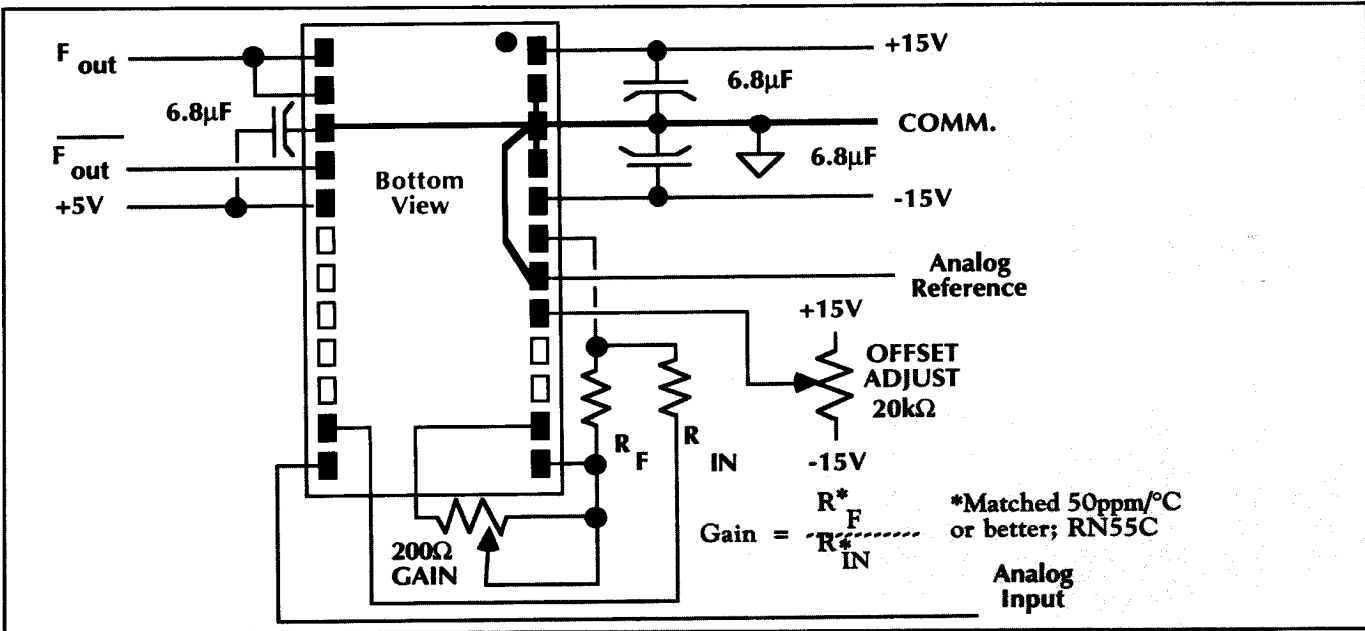 F out
6.8µF
F out
+5V
Bottom
View
+15V
6.8µF
COMM.
6.8µF
-15V
Analog
Reference
+15V
OFFSET
ADJUST
20kΩ
-15V
R F
R IN
200Ω
GAIN
Gain = R*F
R*IN
*Matched 50ppm/°C
or better; RN55C
Analog
Input